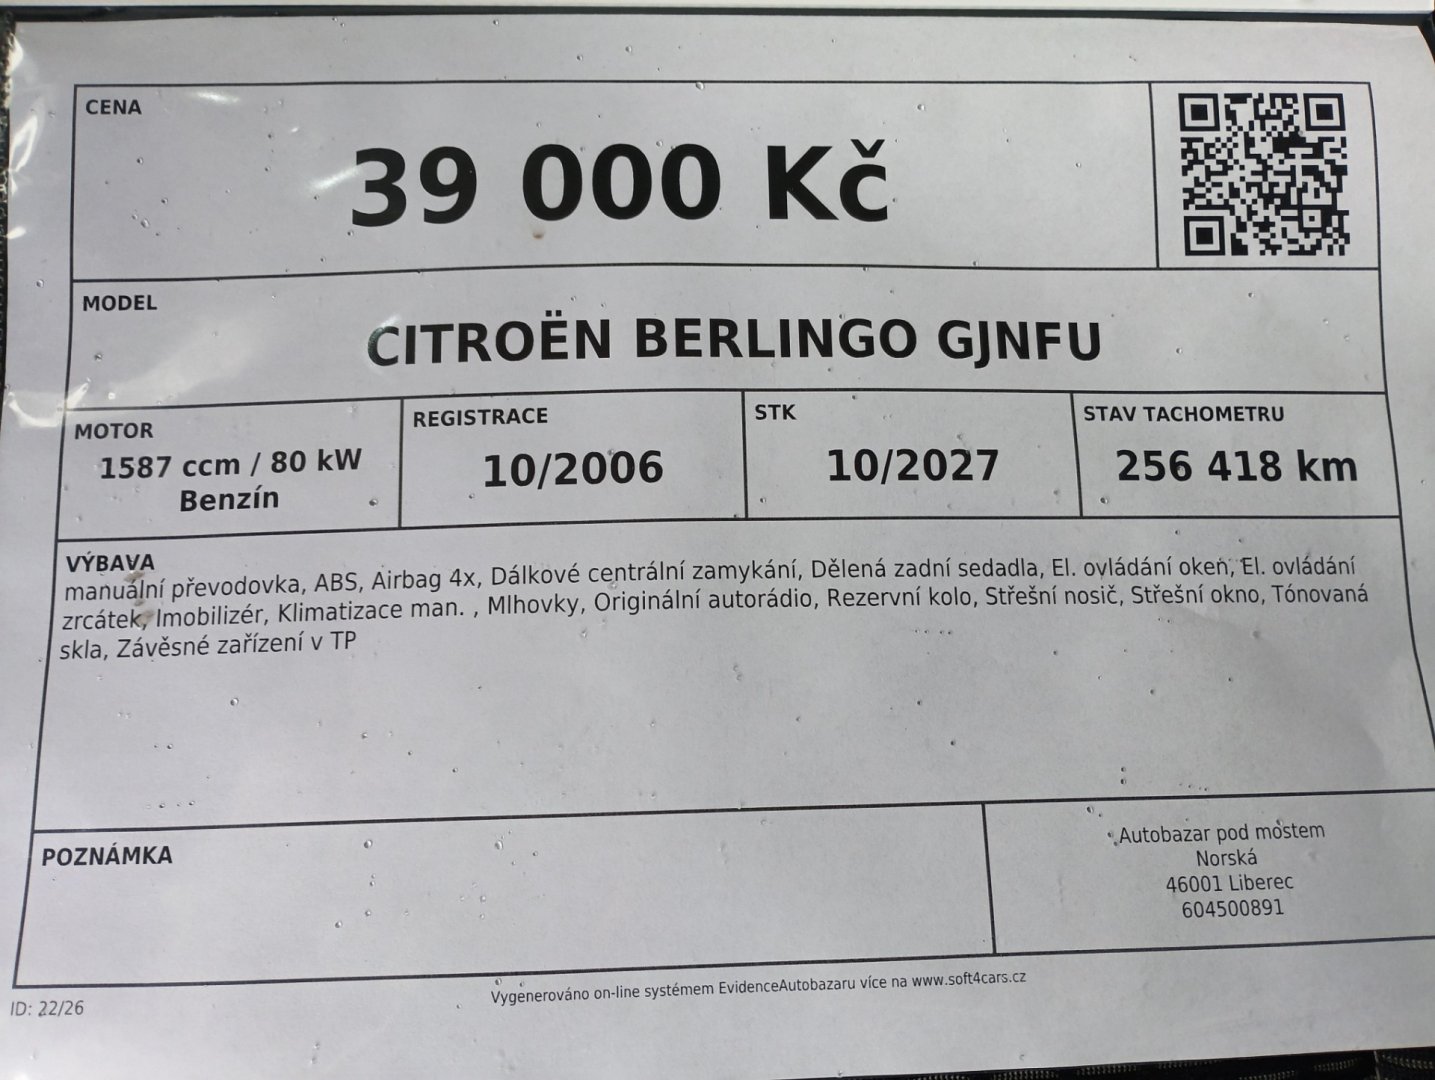 CENA
39 000 Kč
MODEL
CITROËN BERLINGO GJNFU
MOTOR
1587 ccm / 80 kW
Benzín
REGISTRACE
10/2006
STK
10/2027
STAV TACHOMETRU
256 418 km
VÝBAVA
manuální převodovka, ABS, Airbag 4x, Dálkové centrální zamykání, Dělená zadní sedadla, El. ovládání oken, El. ovládání
zrcátek, Imobilizér, Klimatizace man. , Mlhovky, Originální autorádio, Rezervní kolo, Střešní nosič, Střešní okno, Tónovaná
skla, Závěsné zařízení v TP
POZNÁMKA
Autobazar pod mostem
Norská
46001 Liberec
604500891
ID: 22/26
Vygenerováno on-line systémem EvidenceAutobazaru více na www.soft4cars.cz